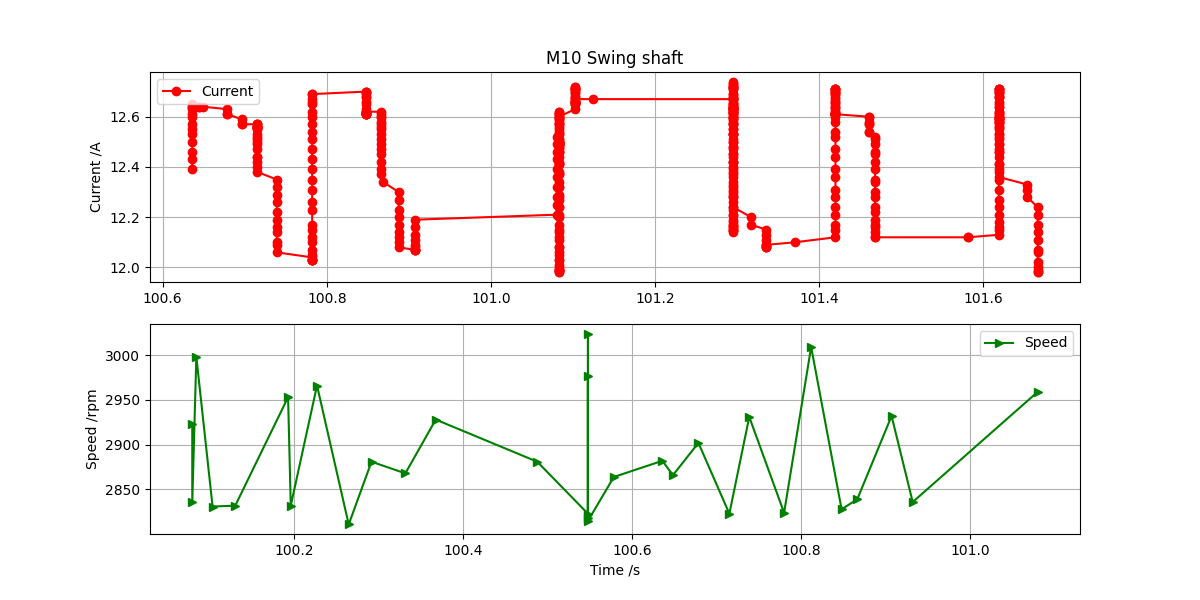 M10 Swing shaft
Current
Current /A
12.6
12.4
12.2
12.0
100.6 100.8 101.0 101.2 101.4 101.6
Speed
Speed /rpm
3000
2950
2900
2850
100.2 100.4 100.6 100.8 101.0
Time /s